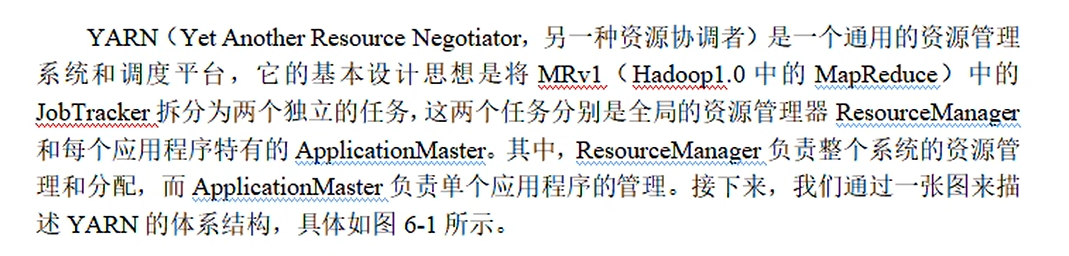 YARN（Yet Another Resource Negotiator，另一种资源协调者）是一个通用的资源管理
系统和调度平台，它的基本设计思想是将 MRv1（Hadoop1.0 中的 MapReduce）中的
JobTracker 拆分为两个独立的任务，这两个任务分别是全局的资源管理器 ResourceManager
和每个应用程序特有的 ApplicationMaster。其中，ResourceManager 负责整个系统的资源
管理和分配，而 ApplicationMaster 负责单个应用程序的管理。接下来，我们通过一张图来描
述 YARN 的体系结构，具体如图 6-1 所示。